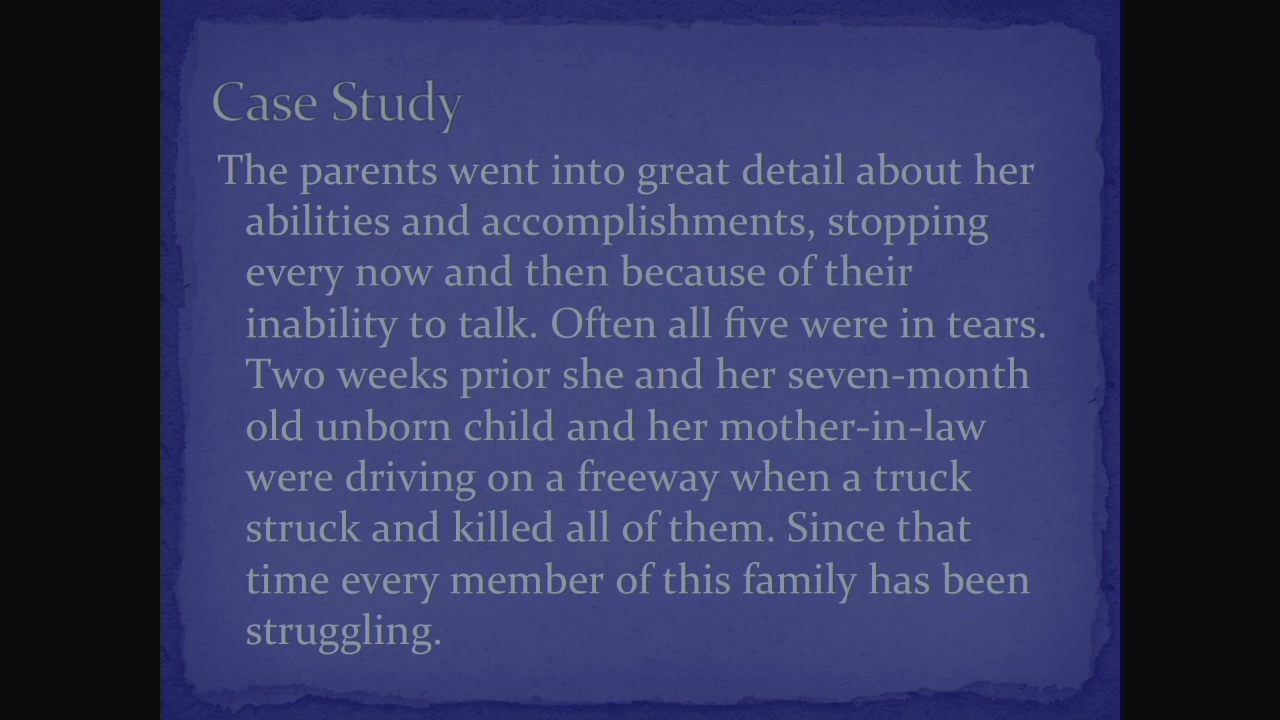 Case Study
The parents went into great detail about her
abilities and accomplishments, stopping
every now and then because of their
inability to talk. Often all five were in tears.
Two weeks prior she and her seven-month
old unborn child and her mother-in-law
were driving on a freeway when a truck
struck and killed all of them. Since that
time every member of this family has been
struggling.